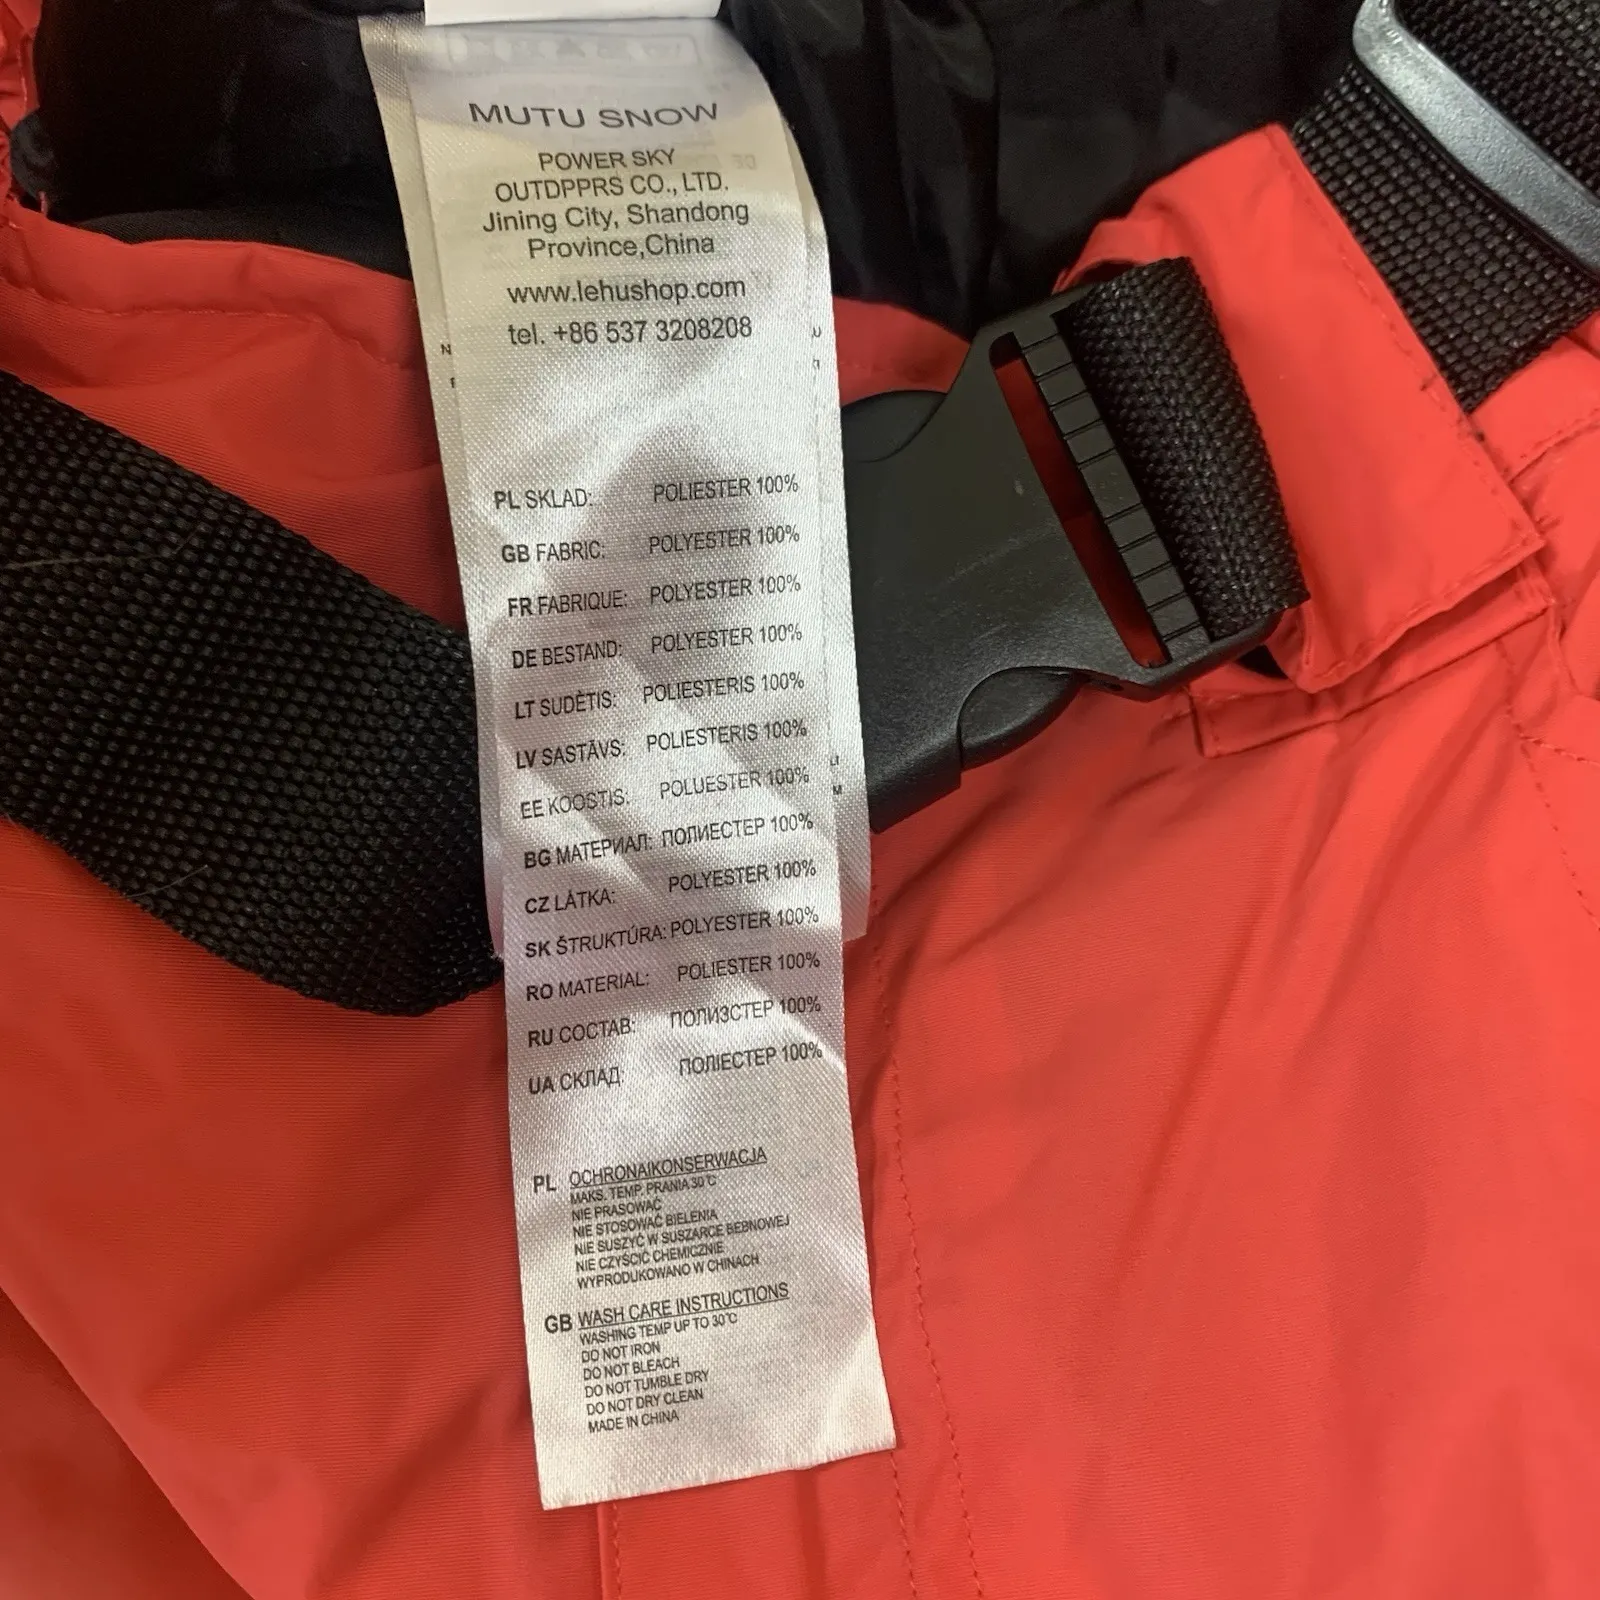 MUTU SNOW
POWER SKY
OUTDPPRS CO., LTD.
Jining City, Shandong
Province,China
www.lehushop.com
tel. +86 537 3208208
PL SKLAD: POLIESTER 100%
GB FABRIC: POLYESTER 100%
FR FABRIQUE: POLYESTER 100%
DE BESTAND: POLYESTER 100%
LT SUDĖTIS: POLIESTERIS 100%
LV SASTĀVS: POLIESTERIS 100%
EE KOOSTIS: POLUESTER 100%
BG МАТЕРИАЛ: ПОЛИЕСТЕР 100%
CZ LÁTKA: POLYESTER 100%
SK ŠTRUKTÚRA: POLYESTER 100%
RO MATERIAL: POLIESTER 100%
RU СОСТАВ: ПОЛИЗСТЕР 100%
UA СКЛАД ПОЛІЕСТЕР 100%
PL OCHRONAIKONSERWACJA
MAKS. TEMP. PRANIA 30°C
NIE PRASOWAĆ
NIE STOSOWAĆ BIELENIA
NIE SUSZYĆ W SUSZARCE BEBNOWEJ
NIE CZYŚCIĆ CHEMICZNIE
WYPRODUKOWANO W CHINACH
GB WASH CARE INSTRUCTIONS
WASHING TEMP UP TO 30°C
DO NOT IRON
DO NOT BLEACH
DO NOT TUMBLE DRY
DO NOT DRY CLEAN
MADE IN CHINA